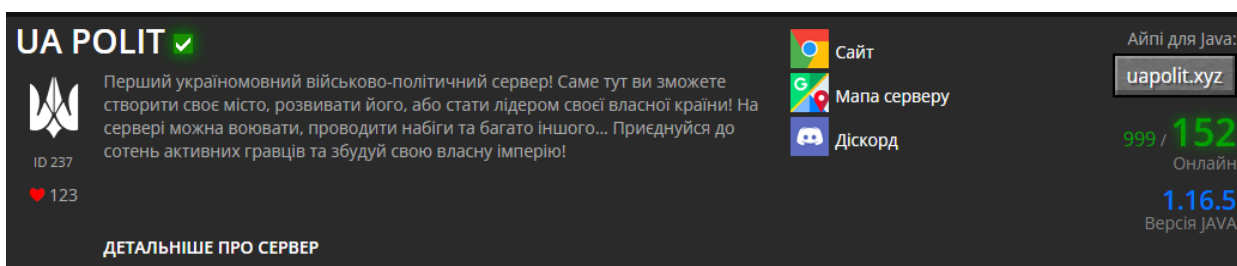 UA POLIT
Перший україномовний військово-політичний сервер! Саме тут ви зможете
створити своє місто, розвивати його, або стати лідером своєї власної країни! На
сервері можна воювати, проводити набіги та багато іншого... Приєднуйся до
сотень активних гравців та збудуй свою власну імперію!
ID 237
123
ДЕТАЛЬНІШЕ ПРО СЕРВЕР
Сайт
Мапа серверу
Діскорд
Айпі для Java:
uapolit.xyz
999 / 152
Онлайн
1.16.5
Версія JAVA